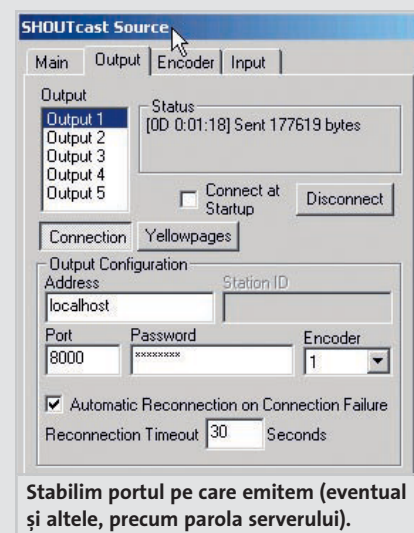 SHOUTcast Source
Main Output Encoder Input
Output
Output 1
Output 2
Output 3
Output 4
Output 5
Status
[0D 0:01:18] Sent 177619 bytes
Connect at
Startup
Disconnect
Connection Yellowpages
Output Configuration
Address Station ID
localhost
Port Password Encoder
8000 ******** 1
Automatic Reconnection on Connection Failure
Reconnection Timeout 30 Seconds
Stabilim portul pe care emitem (eventual
și altele, precum parola serverului).